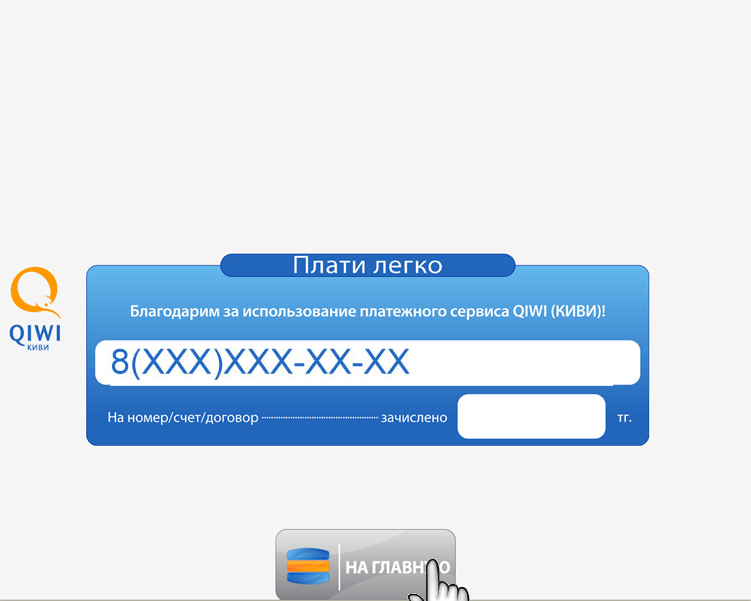 Плати легко
Благодарим за использование платежного сервиса QIWI (КИВИ)!
QIWI
КИВИ
8(XXX)XXX-XX-XX
На номер/счет/договор зачислено тг.
НА